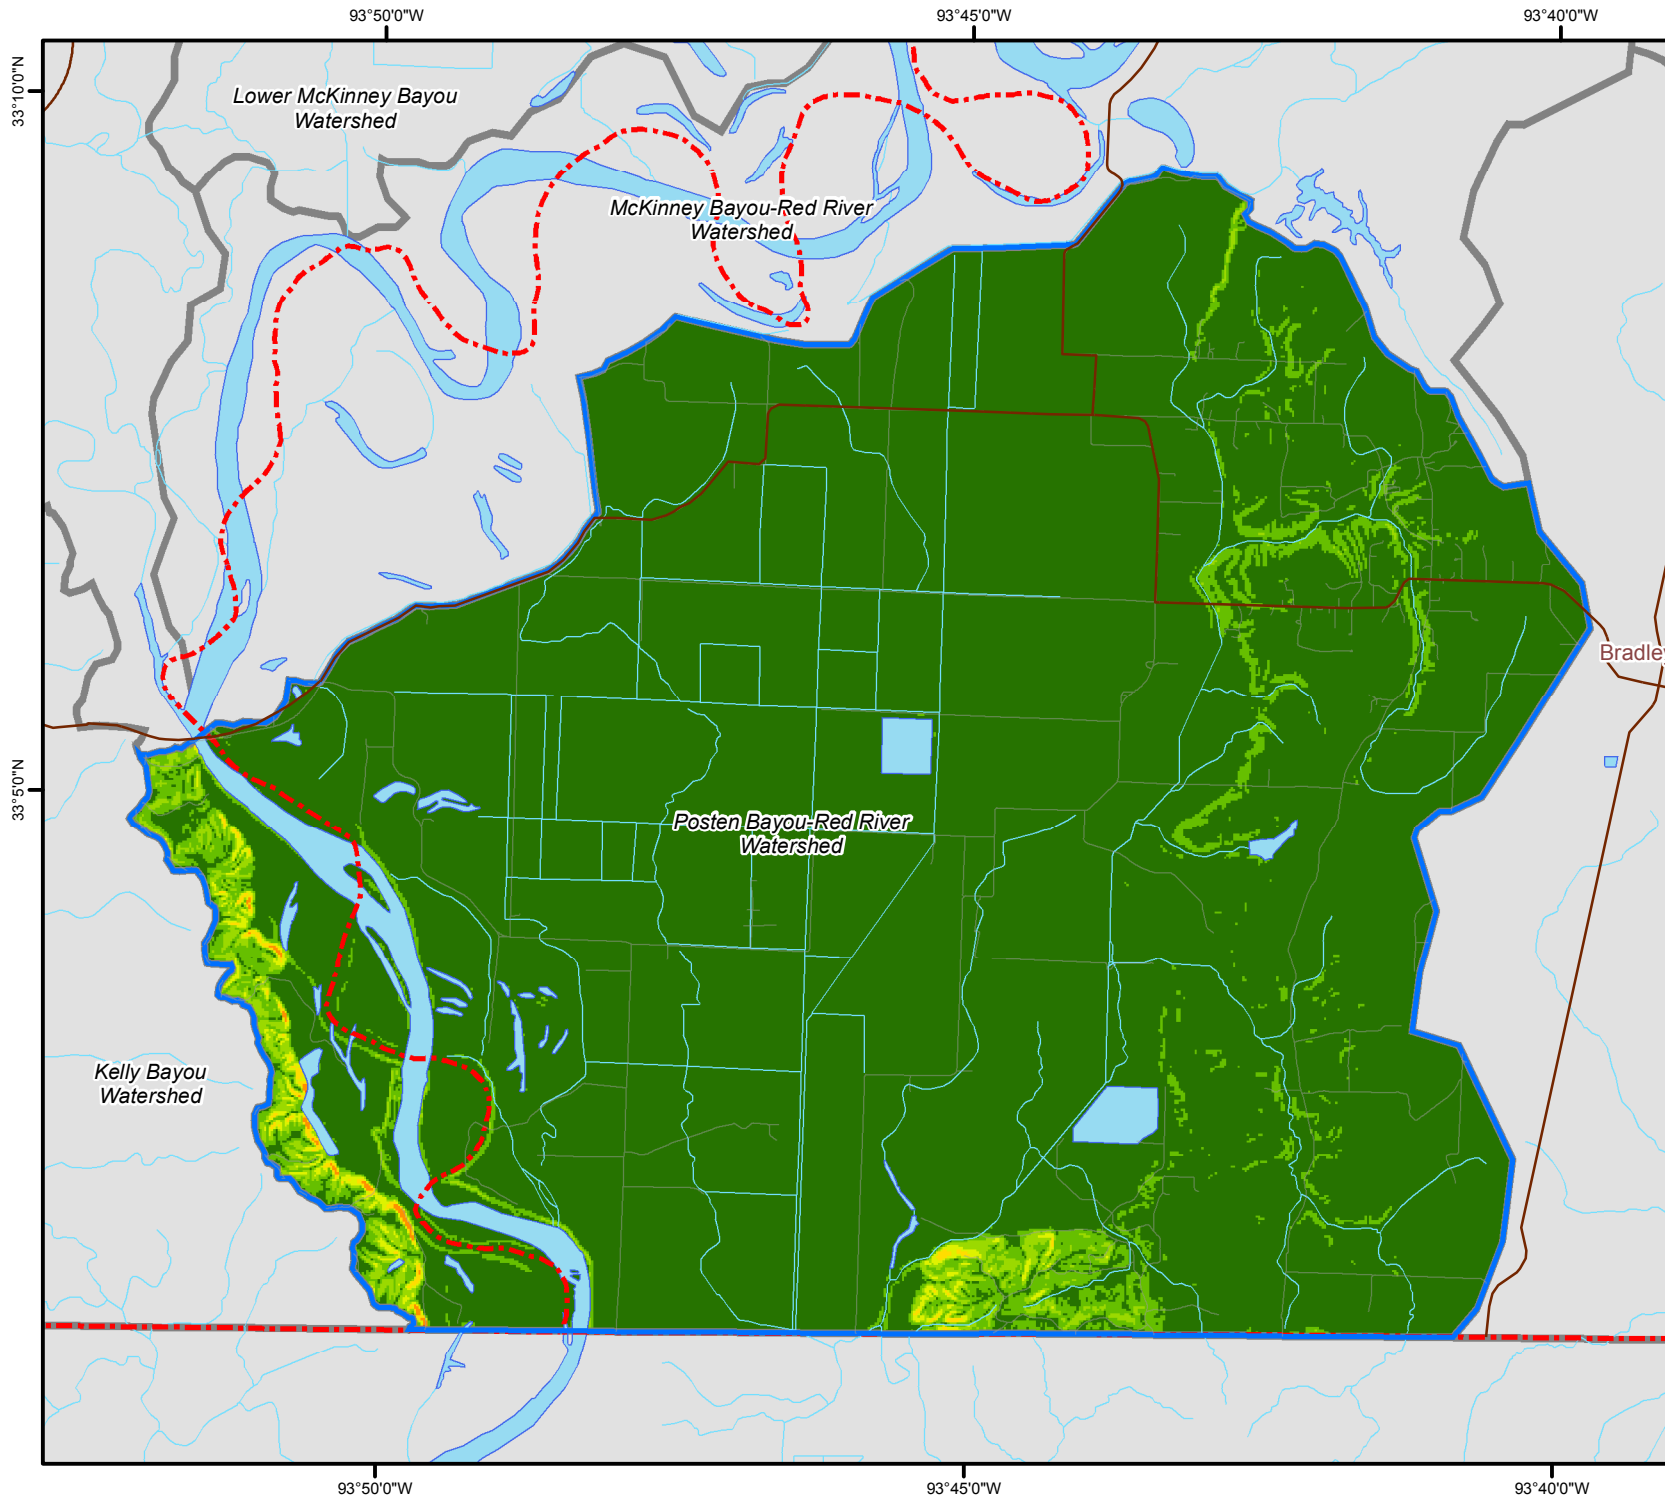 93°50'0"W
93°45'0"W
93°40'0"W
33°10'0"N
Lower McKinney Bayou
Watershed
McKinney Bayou-Red River
Watershed
Bradley
33°5'0"N
Posten Bayou-Red River
Watershed
Kelly Bayou
Watershed
93°50'0"W
93°45'0"W
93°40'0"W